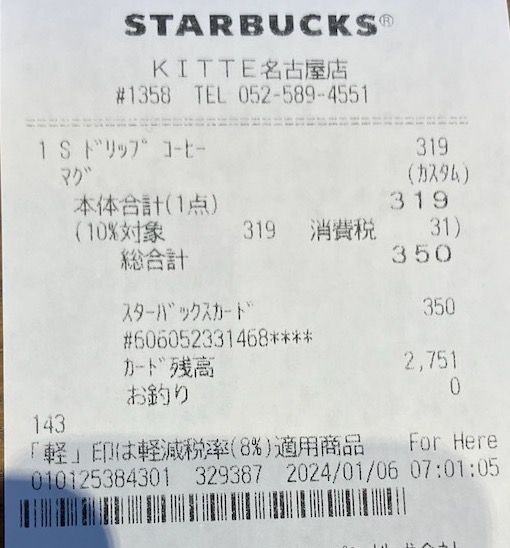 STARBUCKS®
ＫＩＴＴＥ名古屋店
#1358 TEL 052-589-4551
1 S ﾄﾞﾘｯﾌﾟ ｺｰﾋｰ 319
ﾏｸﾞ (ｶｽﾀﾑ)
本体合計(1点) 319
(10%対象 319 消費税 31)
総合計 350
ｽﾀｰﾊﾞｯｸｽｶｰﾄﾞ 350
#606052331468****
ｶｰﾄﾞ残高 2,751
お釣り 0
143
「軽」印は軽減税率(8%)適用商品 For Here
010125384301 329387 2024/01/06 07:01:05